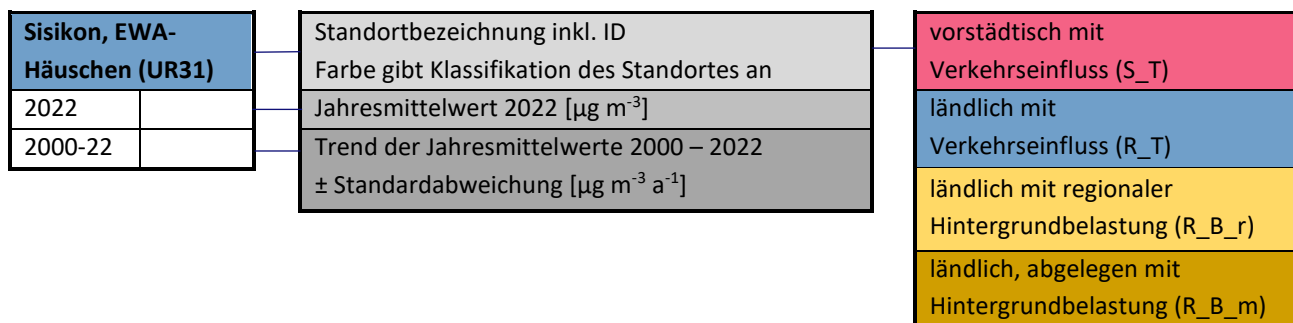 Sisikon, EWA-
Häuschen (UR31)
2022
2000-22
Standortbezeichnung inkl. ID
Farbe gibt Klassifikation des Standortes an
Jahresmittelwert 2022 [µg m⁻³]
Trend der Jahresmittelwerte 2000 – 2022
± Standardabweichung [µg m⁻³ a⁻¹]
vorstädtisch mit
Verkehrseinfluss (S_T)
ländlich mit
Verkehrseinfluss (R_T)
ländlich mit regionaler
Hintergrundbelastung (R_B_r)
ländlich, abgelegen mit
Hintergrundbelastung (R_B_m)